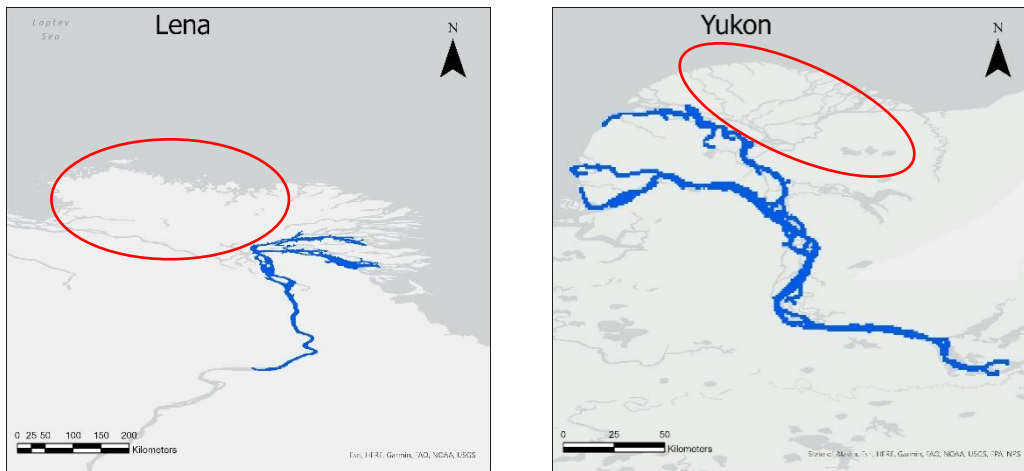 Lena
Laptev
Sea
N
0 25 50 100 150 200
Kilometers
Esri, HERE, Garmin, FAO, NOAA, USGS
Yukon
N
0 25 50
Kilometers
State of Alaska, Esri, HERE, Garmin, FAO, NOAA, USGS, EPA, NPS